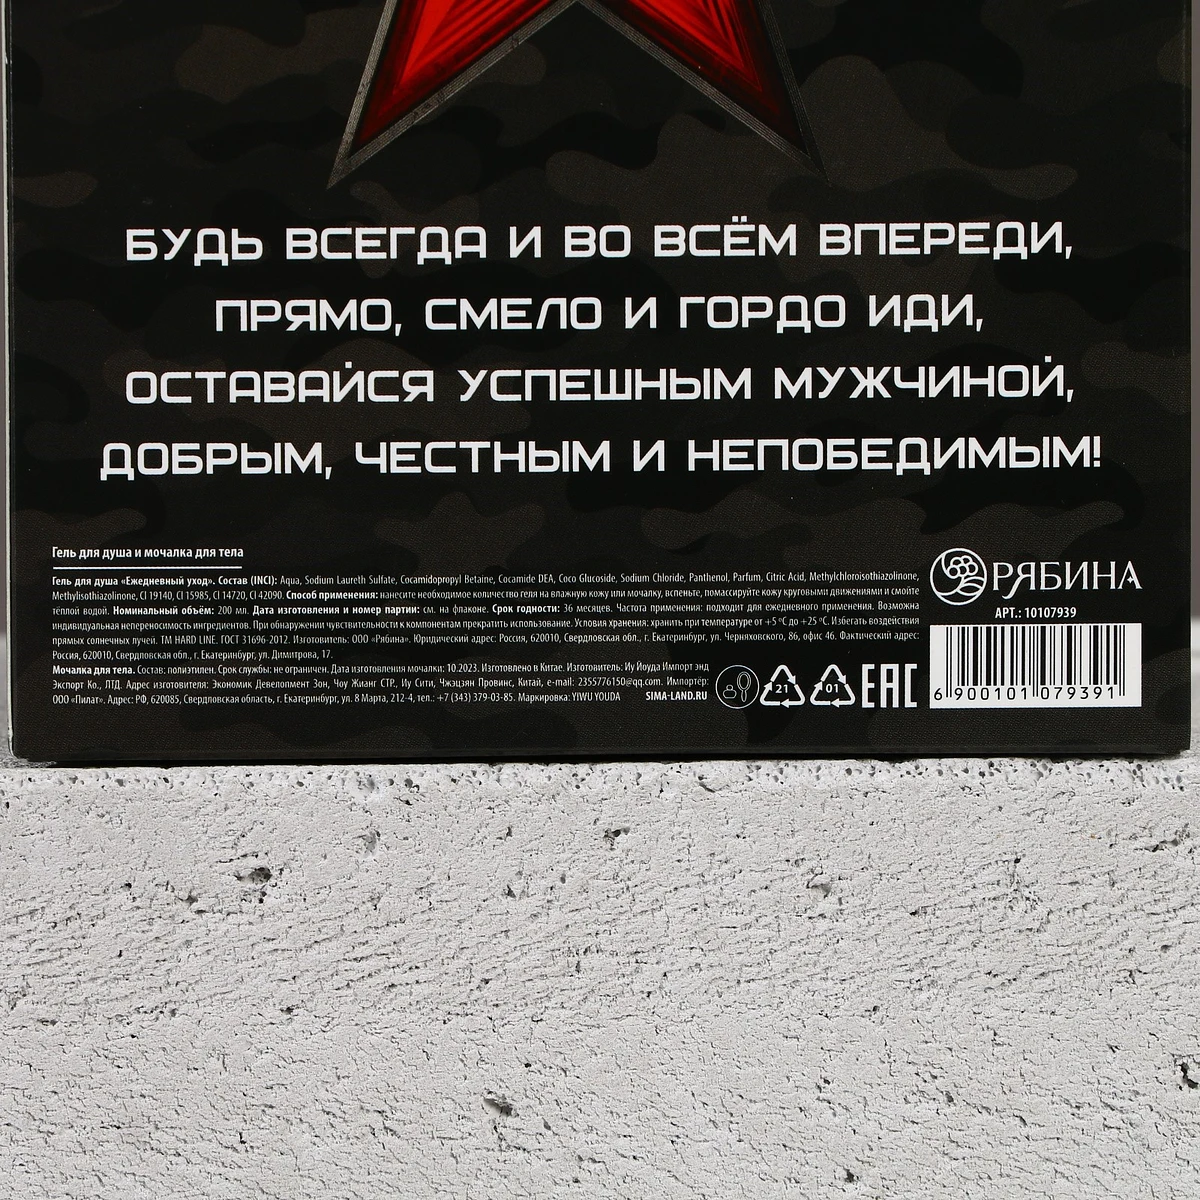 БУДЬ ВСЕГДА И ВО ВСЁМ ВПЕРЕДИ,
ПРЯМО, СМЕЛО И ГОРДО ИДИ,
ОСТАВАЙСЯ УСПЕШНЫМ МУЖЧИНОЙ,
ДОБРЫМ, ЧЕСТНЫМ И НЕПОБЕДИМЫМ!
Гель для душа и мочалка для тела
Гель для душа «Ежедневный уход». Состав (INCI): Aqua, Sodium Laureth Sulfate, Cocamidopropyl Betaine, Cocamide DEA, Coco Glucoside, Sodium Chloride, Panthenol, Parfum, Citric Acid, Methylchloroisothiazolinone,
Methylisothiazolinone, CI 19140, CI 15985, CI 14720, CI 42090. Способ применения: нанесите необходимое количество геля на влажную кожу или мочалку, вспеньте, помассируйте кожу круговыми движениями и смойте
тёплой водой. Номинальный объём: 200 мл. Дата изготовления и номер партии: см. на флаконе. Срок годности: 36 месяцев. Частота применения: подходит для ежедневного применения. Возможна
индивидуальная непереносимость ингредиентов. При обнаружении чувствительности к компонентам прекратить использование. Условия хранения: хранить при температуре от +5 °С до +25 °С. Избегать воздействия
прямых солнечных лучей. ТМ HARD LINE. ГОСТ 31696-2012. Изготовитель: ООО «Рябина». Юридический адрес: Россия, 620010, Свердловская обл., г. Екатеринбург, ул. Черняховского, 86, офис 46. Фактический адрес:
Россия, 620010, Свердловская обл., г. Екатеринбург, ул. Димитрова, 17.
Мочалка для тела. Состав: полиэтилен. Срок службы: не ограничен. Дата изготовления мочалки: 10.2023. Изготовлено в Китае. Изготовитель: Иу Йоуда Импорт энд
Экспорт Ко., ЛТД. Адрес изготовителя: Экономик Девелопмент Зон, Чоу Жианг СТР, Иу Сити, Чжэцзян Провинс, Китай, e-mail: 2355776150@qq.com. Импортёр:
ООО «Пилат». Адрес: РФ, 620085, Свердловская область, г. Екатеринбург, ул. 8 Марта, 212-4, тел.: +7 (343) 379-03-85. Маркировка: YIWU YOUDA SIMA-LAND.RU
21
101
EAC
РЯБИНА
АРТ.: 10107939
6 900101 079391